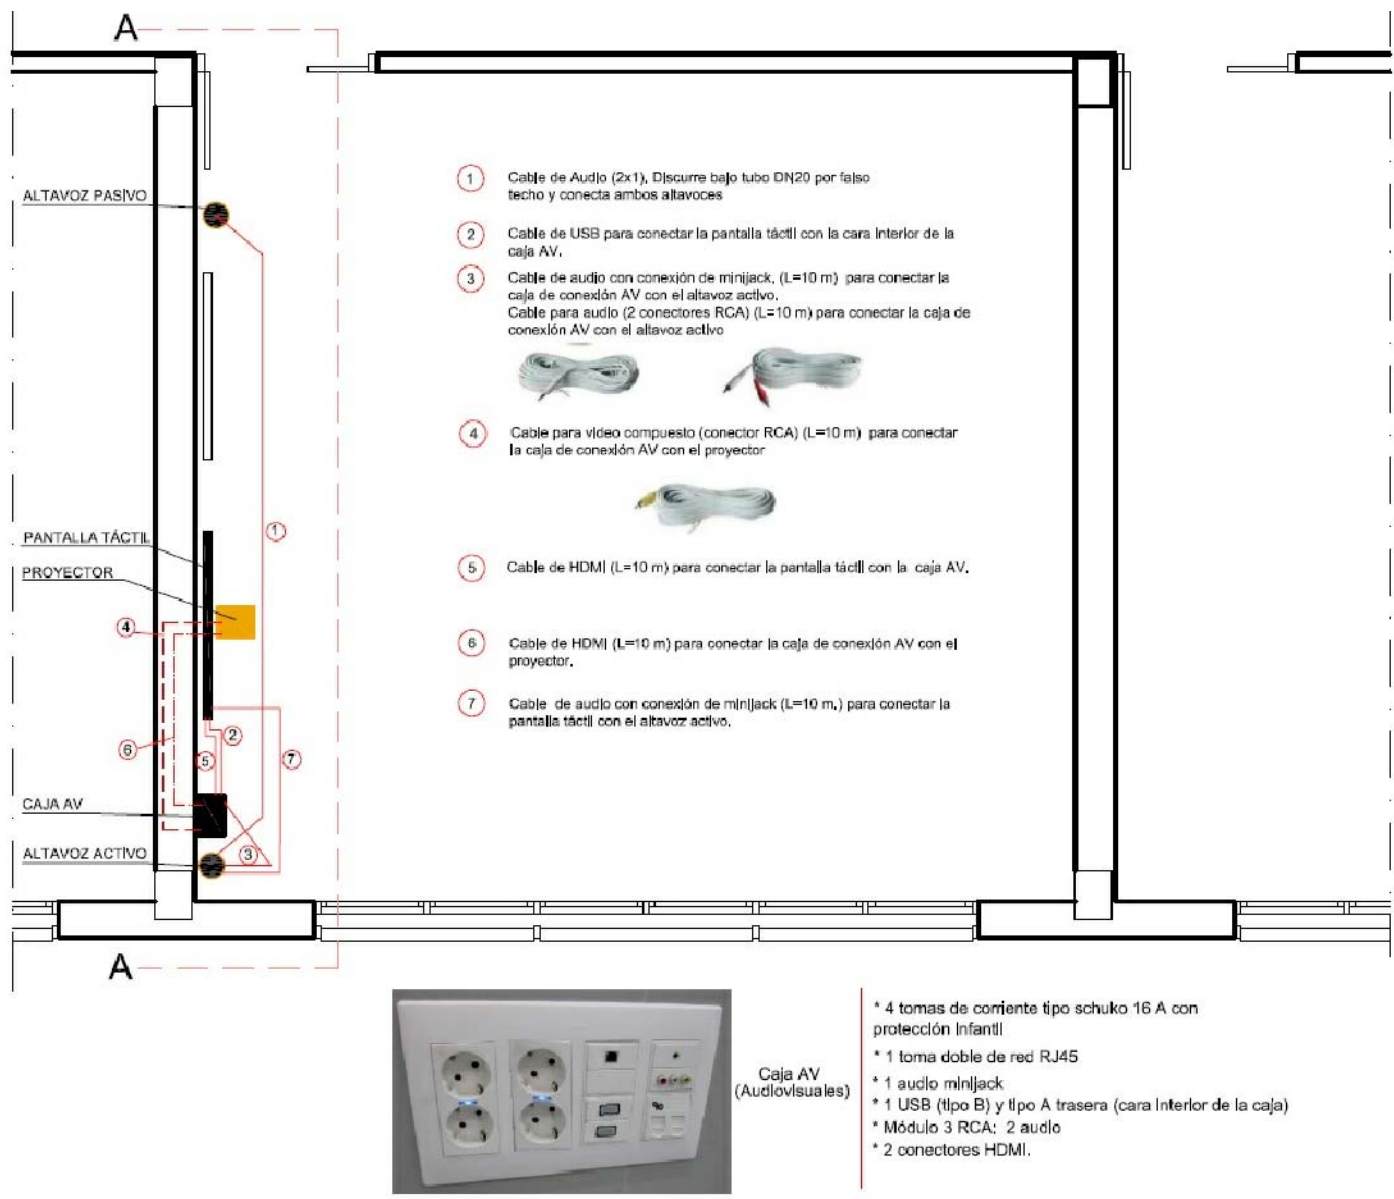 A
ALTAVOZ PASIVO
1 Cable de Audio (2x1), Discurre bajo tubo DN20 por falso
techo y conecta ambos altavoces
2 Cable de USB para conectar la pantalla táctil con la cara interior de la
caja AV.
3 Cable de audio con conexión de minijack, (L=10 m) para conectar la
caja de conexión AV con el altavoz activo.
Cable para audio (2 conectores RCA) (L=10 m) para conectar la caja de
conexión AV con el altavoz activo
4 Cable para video compuesto (conector RCA) (L=10 m) para conectar
la caja de conexión AV con el proyector
1
PANTALLA TÁCTIL
PROYECTOR
5 Cable de HDMI (L=10 m) para conectar la pantalla táctil con la caja AV.
4
6 Cable de HDMI (L=10 m) para conectar la caja de conexión AV con el
proyector.
7 Cable de audio con conexión de minijack (L=10 m,) para conectar la
pantalla táctil con el altavoz activo.
2
6
5
7
CAJA AV
ALTAVOZ ACTIVO
3
A
Caja AV
(Audiovisuales)
* 4 tomas de corriente tipo schuko 16 A con
protección infantil
* 1 toma doble de red RJ45
* 1 audio minijack
* 1 USB (tipo B) y tipo A trasera (cara interior de la caja)
* Módulo 3 RCA: 2 audio
* 2 conectores HDMI.